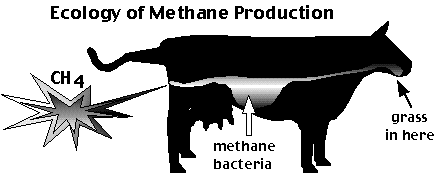 Ecology of Methane Production
CH4
methane
bacteria
grass
in here